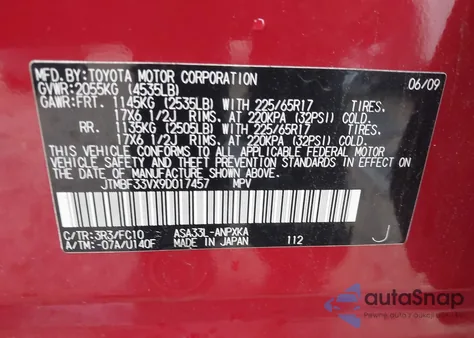 MFD.BY:TOYOTA MOTOR CORPORATION 06/09
GVWR:2055KG (4535LB)
GAWR:FRT. 1145KG (2535LB) WITH 225/65R17 TIRES.
17X6 1/2J RIMS. AT 220KPA (32PSI) COLD.
RR. 1135KG (2505LB) WITH 225/65R17 TIRES.
17X6 1/2J RIMS. AT 220KPA (32PSI) COLD.
THIS VEHICLE CONFORMS TO ALL APPLICABLE
FEDERAL MOTOR VEHICLE SAFETY, BUMPER, AND
THEFT PREVENTION STANDARDS IN EFFECT ON
THE DATE OF MANUFACTURE SHOWN ABOVE.
JTMBF33VX9D017457 MPV
C/TR:3R3/FC10 ASA33L-ANPXKA
A/TM:-07A/U140F MADE IN JAPAN 112 J
autoSnap